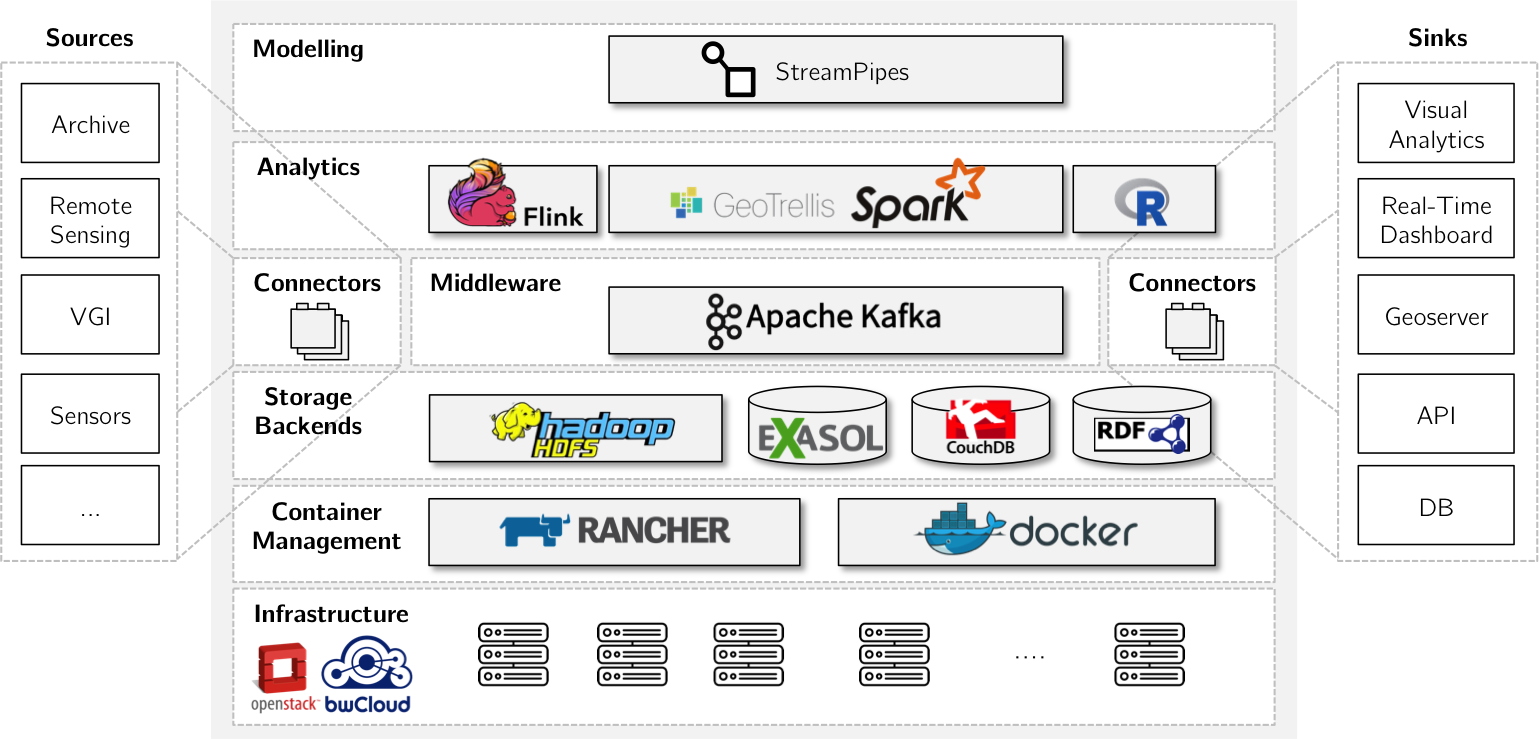 Sources
Archive
Remote
Sensing
VGI
Sensors
...
Modelling
StreamPipes
Analytics
Flink
GeoTrellis
Spark
R
Connectors
Middleware
Apache Kafka
Connectors
Storage
Backends
hadoop
HDFS
EXASOL
CouchDB
RDF
Container
Management
RANCHER
docker
Infrastructure
openstack™
bwCloud
....
Sinks
Visual
Analytics
Real-Time
Dashboard
Geoserver
API
DB